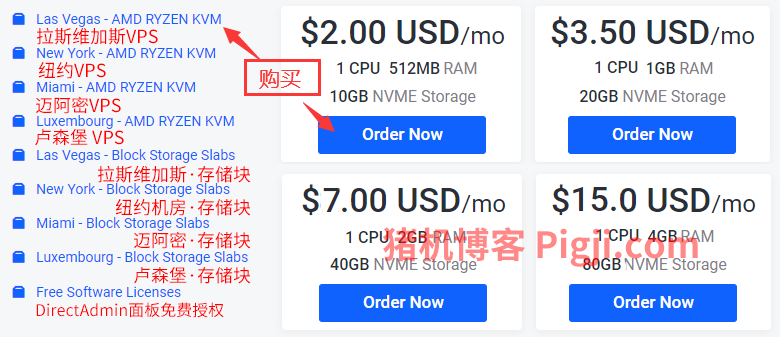 Las Vegas - AMD RYZEN KVM
拉斯维加斯VPS
New York - AMD RYZEN KVM
纽约VPS
Miami - AMD RYZEN KVM
迈阿密VPS
Luxembourg - AMD RYZEN KVM
卢森堡 VPS
Las Vegas - Block Storage Slabs
拉斯维加斯·存储块
New York - Block Storage Slabs
纽约机房·存储块
Miami - Block Storage Slabs
迈阿密·存储块
Luxembourg - Block Storage Slabs
卢森堡·存储块
Free Software Licenses
DirectAdmin面板免费授权
购买
$2.00 USD/mo
1 CPU 512MB RAM
10GB NVME Storage
Order Now
$3.50 USD/mo
1 CPU 1GB RAM
20GB NVME Storage
Order Now
$7.00 USD/mo
1 CPU 2GB RAM
40GB NVME Storage
Order Now
$15.0 USD/mo
1 CPU 4GB RAM
80GB NVME Storage
Order Now
猪机博客 Pigji.com